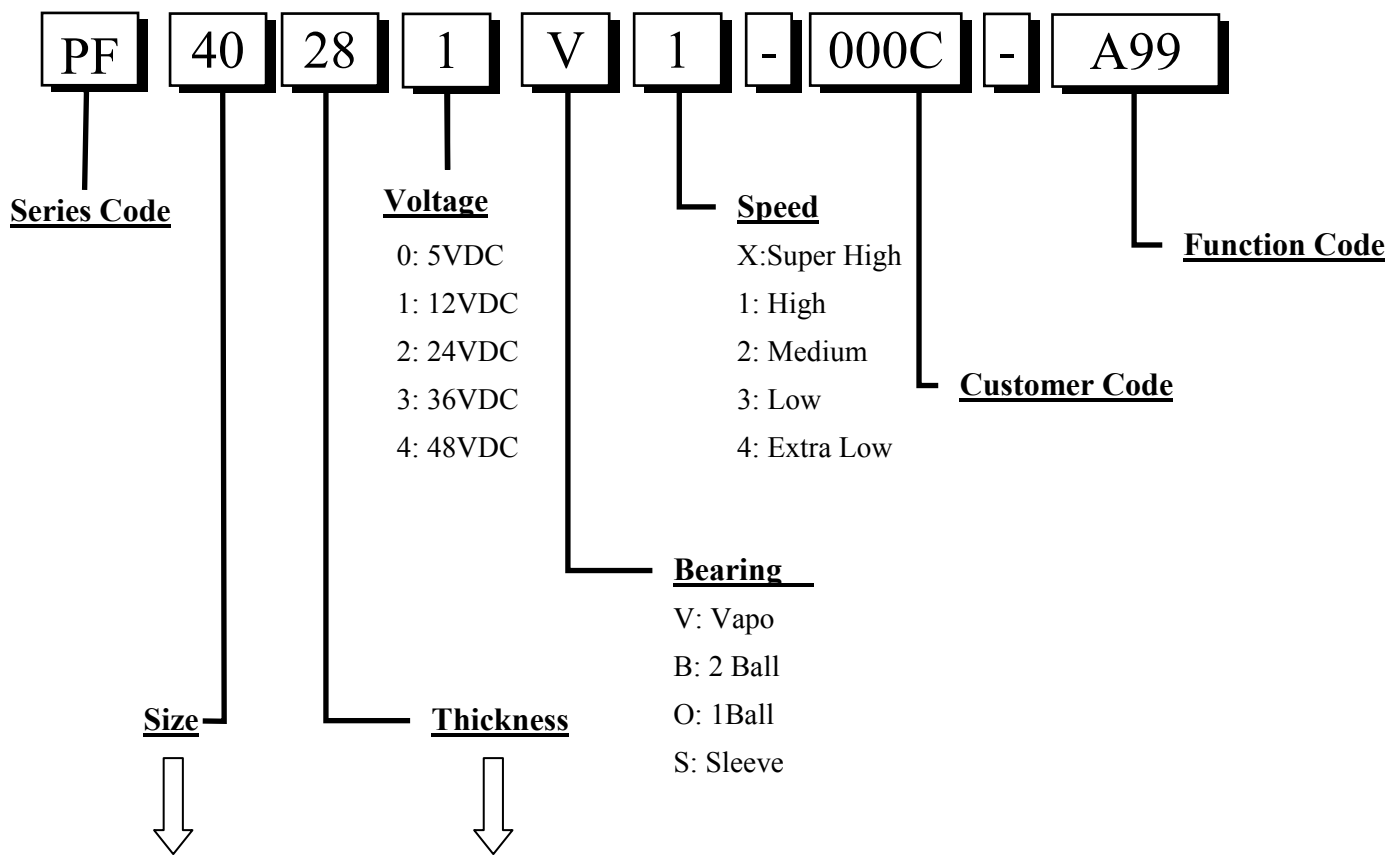 PF 40 28 1 V 1 - 000C - A99
Series Code
Voltage
0: 5VDC
1: 12VDC
2: 24VDC
3: 36VDC
4: 48VDC
Speed
X:Super High
1: High
2: Medium
3: Low
4: Extra Low
Function Code
Customer Code
Bearing
V: Vapo
B: 2 Ball
O: 1Ball
S: Sleeve
Size
Thickness